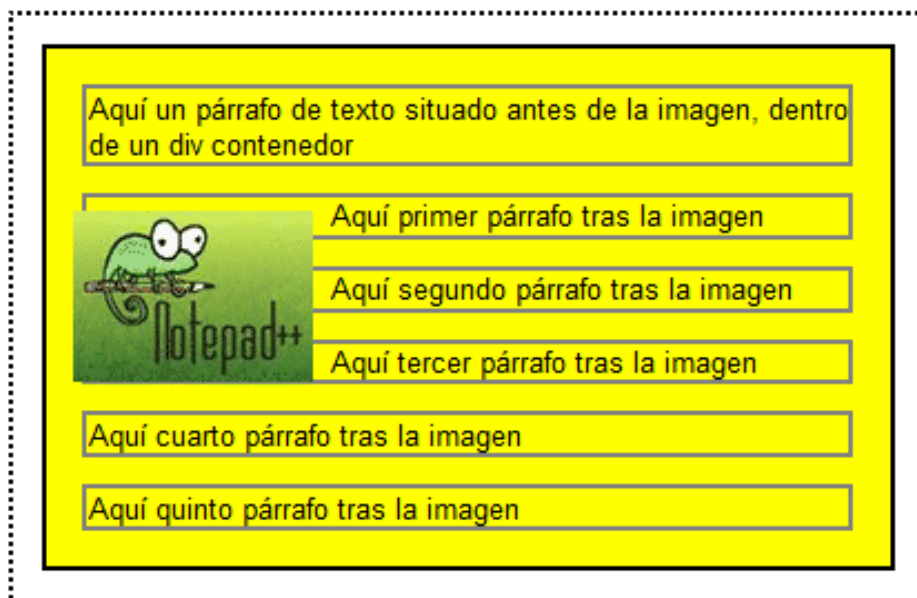 Aquí un párrafo de texto situado antes de la imagen, dentro
de un div contenedor
Aquí primer párrafo tras la imagen
Aquí segundo párrafo tras la imagen
Notepad++
Aquí tercer párrafo tras la imagen
Aquí cuarto párrafo tras la imagen
Aquí quinto párrafo tras la imagen